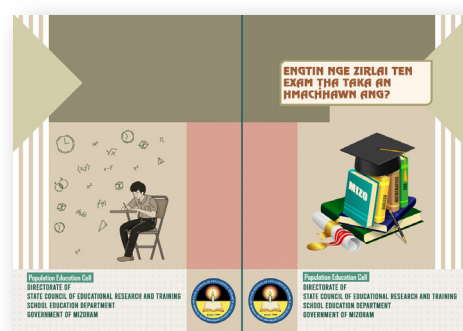 ENGTIN NGE ZIRLAI TEN
EXAM ṬHA TAKA AN
HMACHHAWN ANG?
MIZO
Population Education Cell
DIRECTORATE OF
STATE COUNCIL OF EDUCATIONAL RESEARCH AND TRAINING
SCHOOL EDUCATION DEPARTMENT
GOVERNMENT OF MIZORAM
Population Education Cell
DIRECTORATE OF
STATE COUNCIL OF EDUCATIONAL RESEARCH AND TRAINING
SCHOOL EDUCATION DEPARTMENT
GOVERNMENT OF MIZORAM